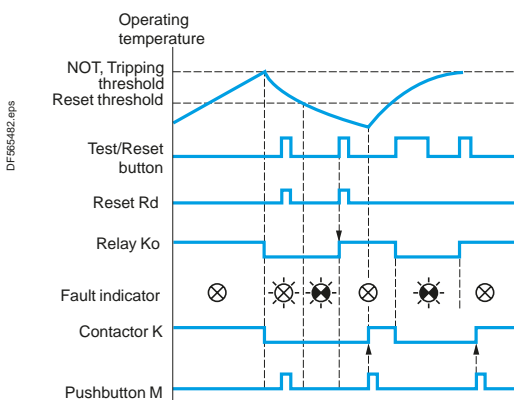 Operating
temperature
NOT, Tripping
threshold
Reset threshold
DF565482.eps
Test/Reset
button
Reset Rd
Relay Ko
Fault indicator
Contactor K
Pushbutton M